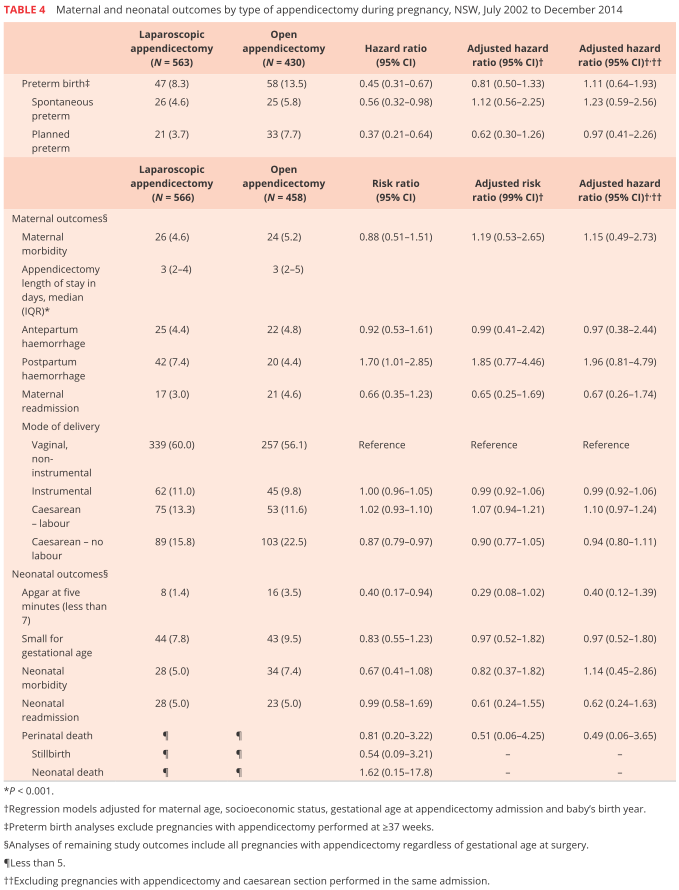 TABLE 4 Maternal and neonatal outcomes by type of appendicectomy during pregnancy, NSW, July 2002 to December 2014
Laparoscopic appendicectomy (N = 563) Open appendicectomy (N = 430) Hazard ratio (95% CI) Adjusted hazard ratio (95% CI)† Adjusted hazard ratio (95% CI)†,††
Preterm birth‡ 47 (8.3) 58 (13.5) 0.45 (0.31–0.67) 0.81 (0.50–1.33) 1.11 (0.64–1.93)
Spontaneous preterm 26 (4.6) 25 (5.8) 0.56 (0.32–0.98) 1.12 (0.56–2.25) 1.23 (0.59–2.56)
Planned preterm 21 (3.7) 33 (7.7) 0.37 (0.21–0.64) 0.62 (0.30–1.26) 0.97 (0.41–2.26)
Laparoscopic appendicectomy (N = 566) Open appendicectomy (N = 458) Risk ratio (95% CI) Adjusted risk ratio (99% CI)† Adjusted hazard ratio (95% CI)†,††
Maternal outcomes§
Maternal morbidity 26 (4.6) 24 (5.2) 0.88 (0.51–1.51) 1.19 (0.53–2.65) 1.15 (0.49–2.73)
Appendicectomy length of stay in days, median (IQR)* 3 (2–4) 3 (2–5)
Antepartum haemorrhage 25 (4.4) 22 (4.8) 0.92 (0.53–1.61) 0.99 (0.41–2.42) 0.97 (0.38–2.44)
Postpartum haemorrhage 42 (7.4) 20 (4.4) 1.70 (1.01–2.85) 1.85 (0.77–4.46) 1.96 (0.81–4.79)
Maternal readmission 17 (3.0) 21 (4.6) 0.66 (0.35–1.23) 0.65 (0.25–1.69) 0.67 (0.26–1.74)
Mode of delivery
Vaginal, non-instrumental 339 (60.0) 257 (56.1) Reference Reference Reference
Instrumental 62 (11.0) 45 (9.8) 1.00 (0.96–1.05) 0.99 (0.92–1.06) 0.99 (0.92–1.06)
Caesarean – labour 75 (13.3) 53 (11.6) 1.02 (0.93–1.10) 1.07 (0.94–1.21) 1.10 (0.97–1.24)
Caesarean – no labour 89 (15.8) 103 (22.5) 0.87 (0.79–0.97) 0.90 (0.77–1.05) 0.94 (0.80–1.11)
Neonatal outcomes§
Apgar at five minutes (less than 7) 8 (1.4) 16 (3.5) 0.40 (0.17–0.94) 0.29 (0.08–1.02) 0.40 (0.12–1.39)
Small for gestational age 44 (7.8) 43 (9.5) 0.83 (0.55–1.23) 0.97 (0.52–1.82) 0.97 (0.52–1.80)
Neonatal morbidity 28 (5.0) 34 (7.4) 0.67 (0.41–1.08) 0.82 (0.37–1.82) 1.14 (0.45–2.86)
Neonatal readmission 28 (5.0) 23 (5.0) 0.99 (0.58–1.69) 0.61 (0.24–1.55) 0.62 (0.24–1.63)
Perinatal death ¶ ¶ 0.81 (0.20–3.22) 0.51 (0.06–4.25) 0.49 (0.06–3.65)
Stillbirth ¶ ¶ 0.54 (0.09–3.21) – –
Neonatal death ¶ ¶ 1.62 (0.15–17.8) – –
*P < 0.001.
†Regression models adjusted for maternal age, socioeconomic status, gestational age at appendicectomy admission and baby's birth year.
‡Preterm birth analyses exclude pregnancies with appendicectomy performed at ≥37 weeks.
§Analyses of remaining study outcomes include all pregnancies with appendicectomy regardless of gestational age at surgery.
¶Less than 5.
††Excluding pregnancies with appendicectomy and caesarean section performed in the same admission.